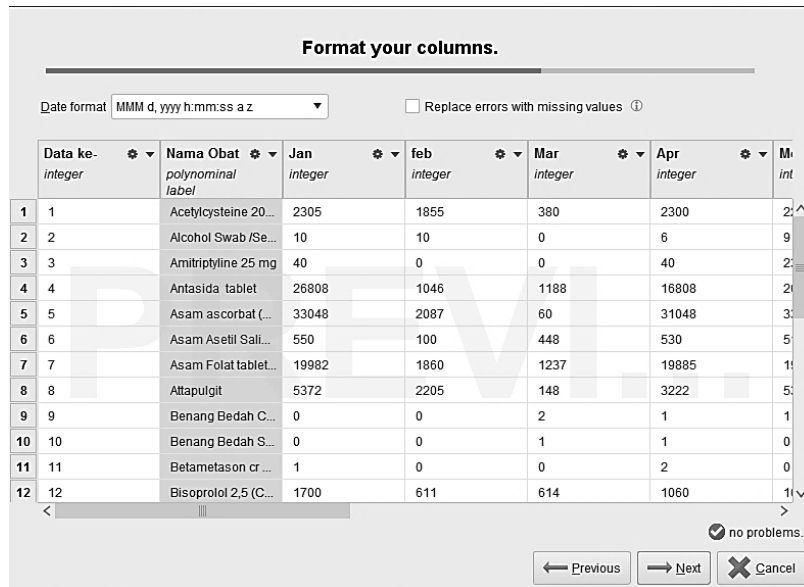 Format your columns.
Date format MMM d, yyyy h:mm:ss a z Replace errors with missing values
Data ke- Nama Obat Jan feb Mar Apr
integer polynominal integer integer integer integer int
label
1 1 Acetylcysteine 20... 2305 1855 380 2300
2 2 Alcohol Swab /Se... 10 10 0 6 9
3 3 Amitriptyline 25 mg 40 0 0 40
4 4 Antasida tablet 26808 1046 1188 16808
5 5 Asam ascorbat (... 33048 2087 60 31048
6 6 Asam Asetil Sali... 550 100 448 530
7 7 Asam Folat tablet... 19982 1860 1237 19885
8 8 Attapulgit 5372 2205 148 3222
9 9 Benang Bedah C... 0 0 2 1 1
10 10 Benang Bedah S... 0 0 1 1 0
11 11 Betametason cr ... 1 0 0 2 0
12 12 Bisoprolol 2,5 (C... 1700 611 614 1060
PREVI...
no problems.
Previous Next Cancel